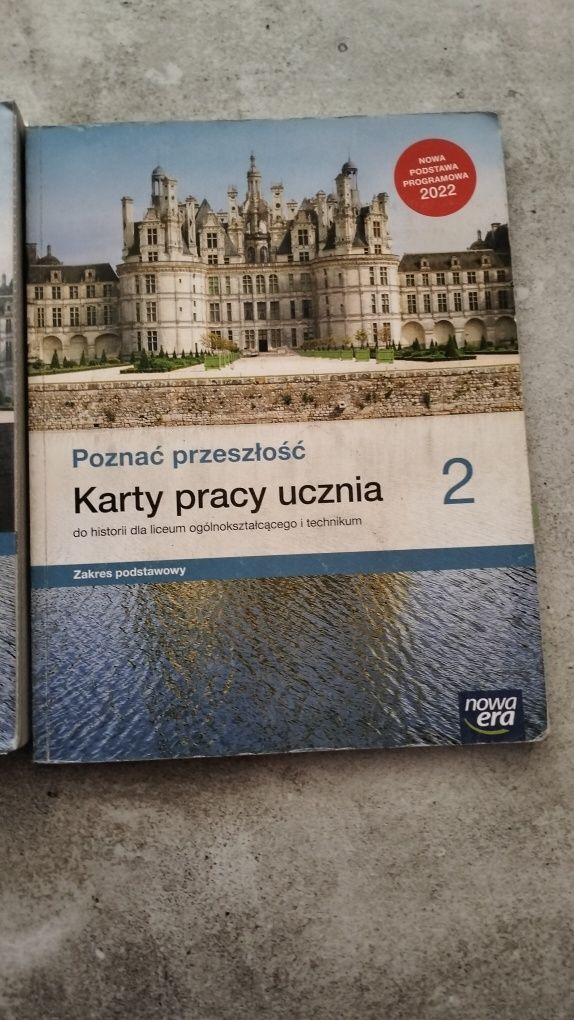 NOWA
PODSTAWA
PROGRAMOWA
2022
Poznać przeszłość
Karty pracy ucznia 2
do historii dla liceum ogólnokształcącego i technikum
Zakres podstawowy
nowa
era